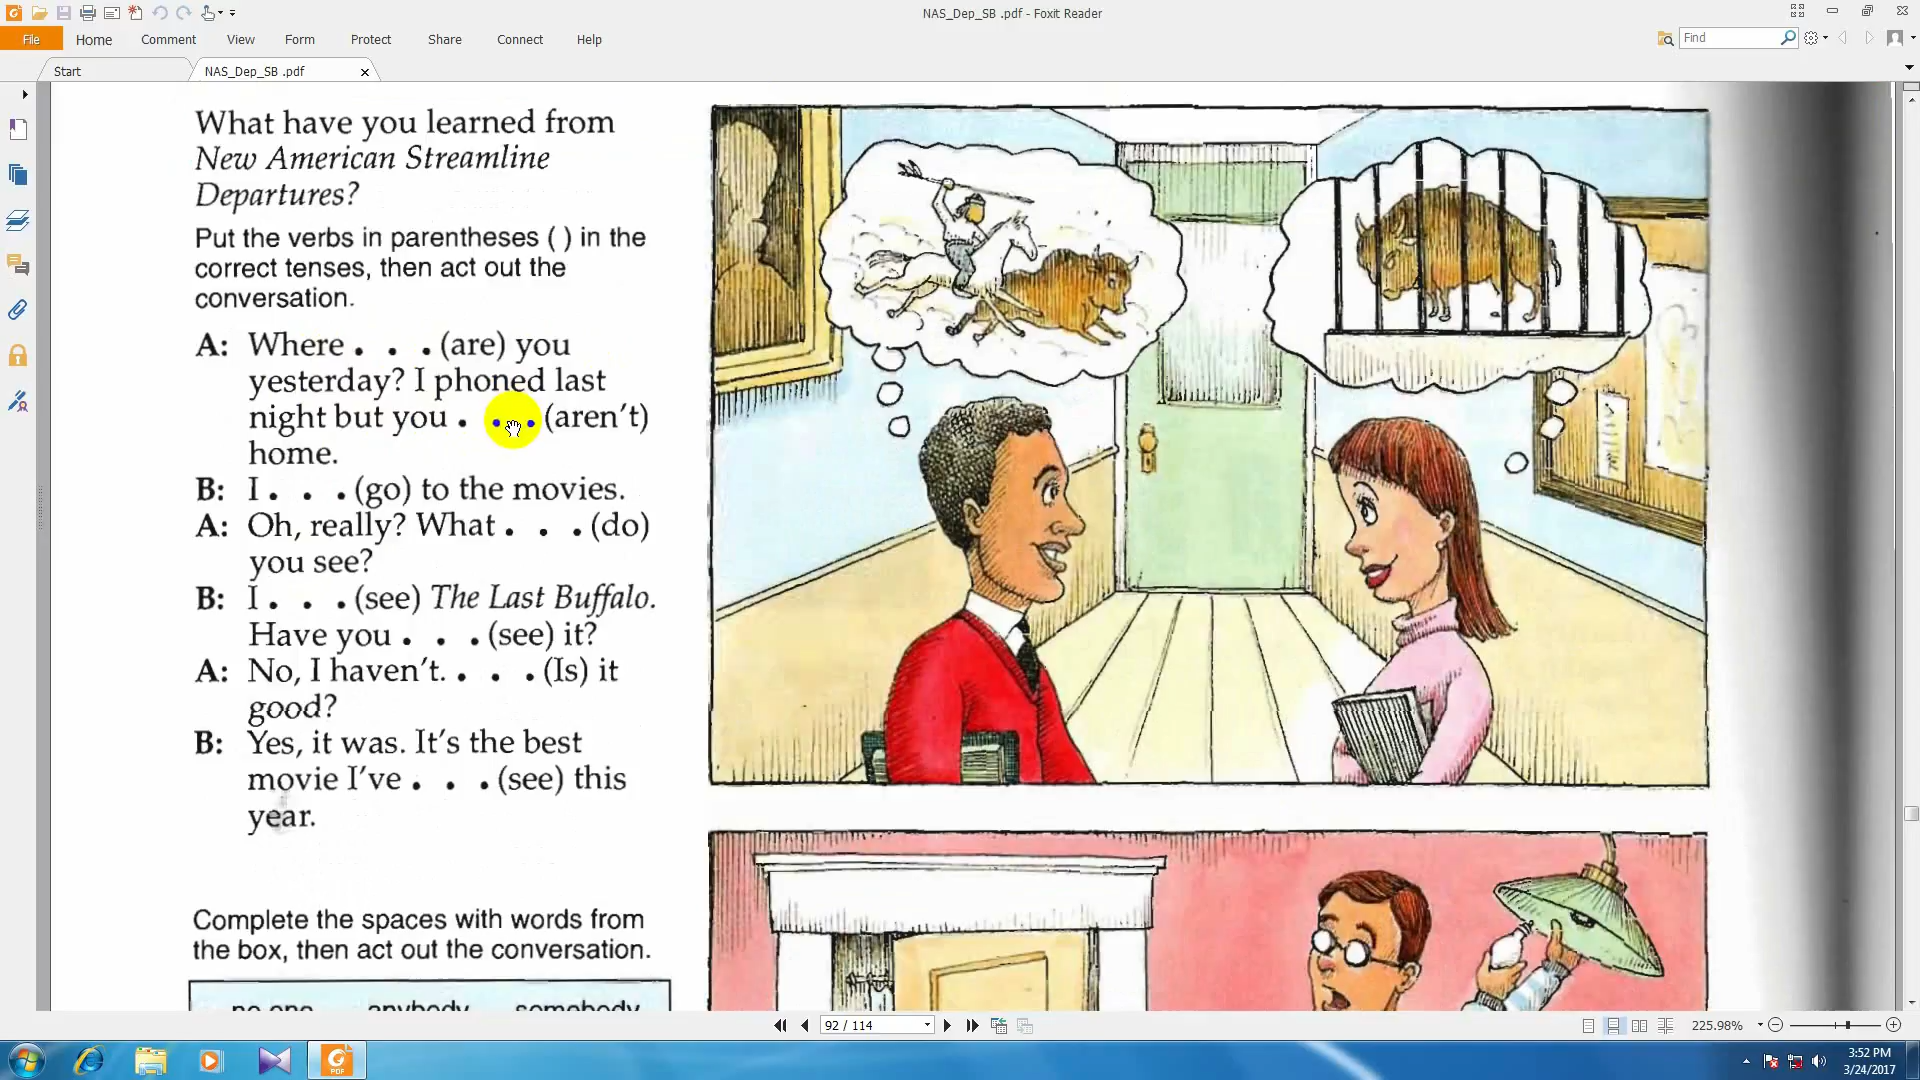 NAS_Dep_SB .pdf - Foxit Reader
File Home Comment View Form Protect Share Connect Help
Find
Start NAS_Dep_SB .pdf
What have you learned from
New American Streamline
Departures?
Put the verbs in parentheses ( ) in the
correct tenses, then act out the
conversation.
A: Where . . . (are) you
yesterday? I phoned last
night but you . . . (aren't)
home.
B: I . . . (go) to the movies.
A: Oh, really? What . . . (do)
you see?
B: I . . . (see) The Last Buffalo.
Have you . . . (see) it?
A: No, I haven't. . . . (Is) it
good?
B: Yes, it was. It's the best
movie I've . . . (see) this
year.
Complete the spaces with words from
the box, then act out the conversation.
no one anybody somebody
92 / 114
225.98%
PDF
3:52 PM
3/24/2017